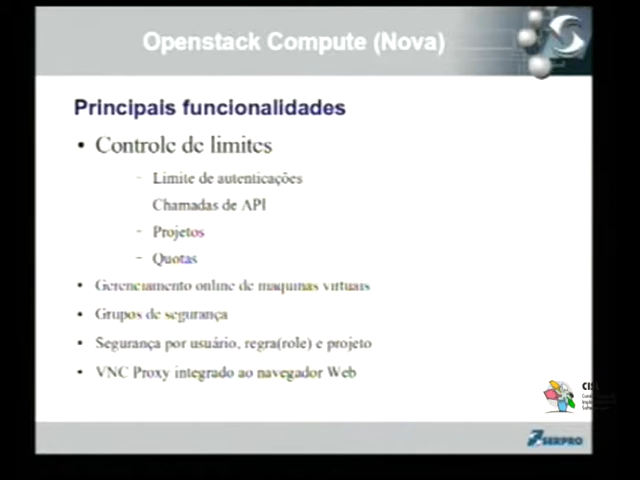 Openstack Compute (Nova)
Principais funcionalidades
• Controle de limites
- Limite de autenticações
Chamadas de API
- Projetos
- Quotas
• Gerenciamento online de maquinas virtuais
• Grupos de segurança
• Segurança por usuário, regra(role) e projeto
• VNC Proxy integrado ao navegador Web
SERPRO